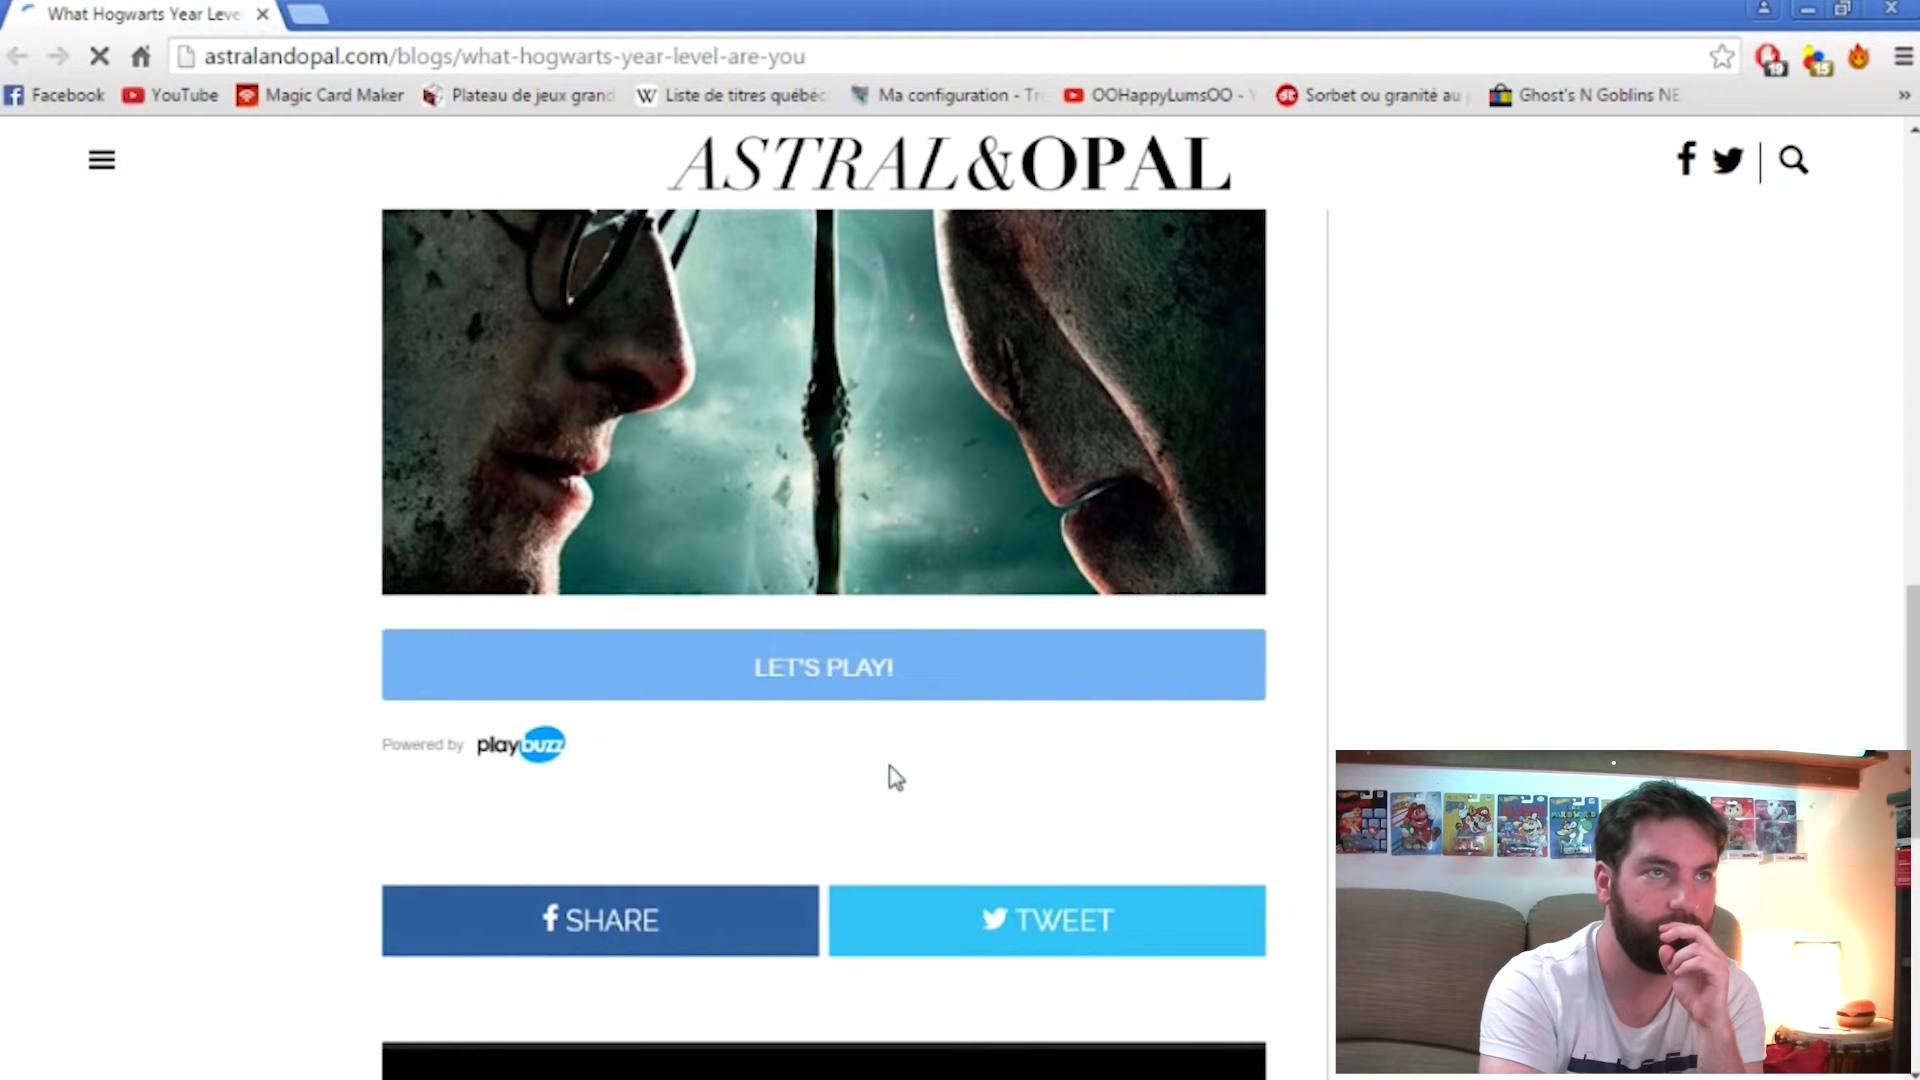 What Hogwarts Year Leve
astralandopal.com/blogs/what-hogwarts-year-level-are-you
19
15
Facebook
YouTube
Magic Card Maker
Plateau de jeux grand
Liste de titres québéc
Ma configuration - Tr
OOHappyLumsOO - Y
Sorbet ou granité au
Ghost's N Goblins NE
»
ASTRAL&OPAL
LET'S PLAY!
Powered by playbuzz
SHARE
TWEET